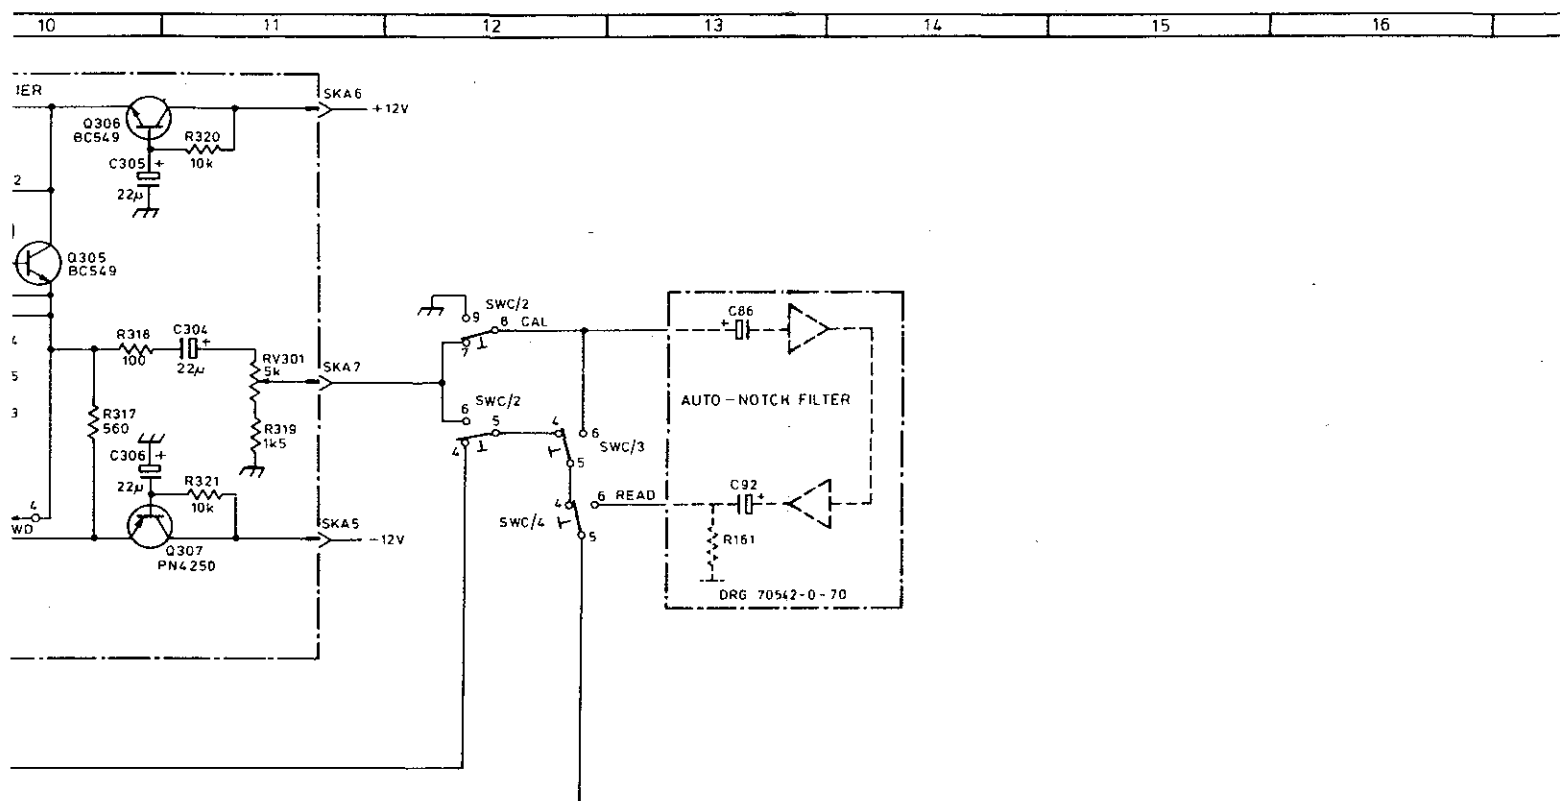 10 11 12 13 14 15 16
IER
SKA6
+12V
Q306
BC549
R320
10k
C305 +
22µ
2
Q305
BC549
SWC/2
9
8 CAL
7
C86
+
4
R318
100
C304
+
22µ
RV301
5k
SKA7
5
3
AUTO-NOTCH FILTER
R317
560
R319
1k5
6
SWC/2
5
4
4
6
SWC/3
5
C306
+
22µ
R321
10k
4
6 READ
C92
+
SWC/4
5
R161
4
WD
SKA5
-12V
Q307
PN4250
DRG 70542-0-70